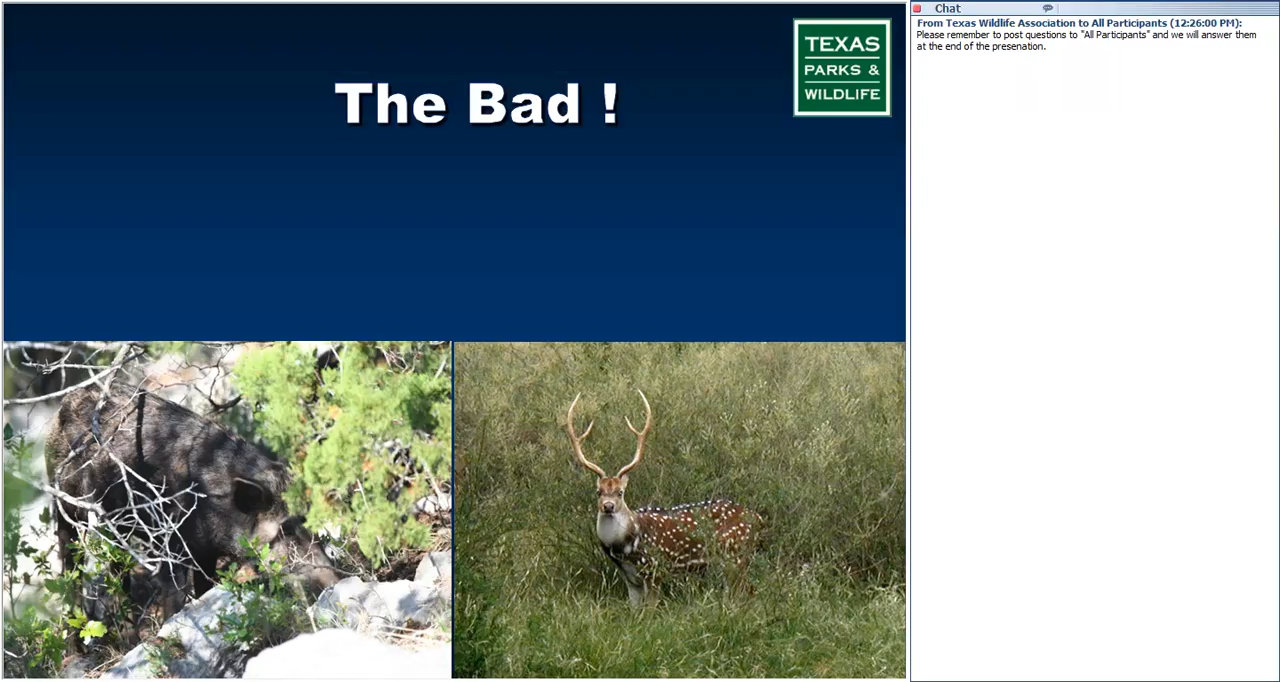 The Bad !
TEXAS
PARKS &
WILDLIFE
Chat
From Texas Wildlife Association to All Participants (12:26:00 PM):
Please remember to post questions to "All Participants" and we will answer them
at the end of the presenation.